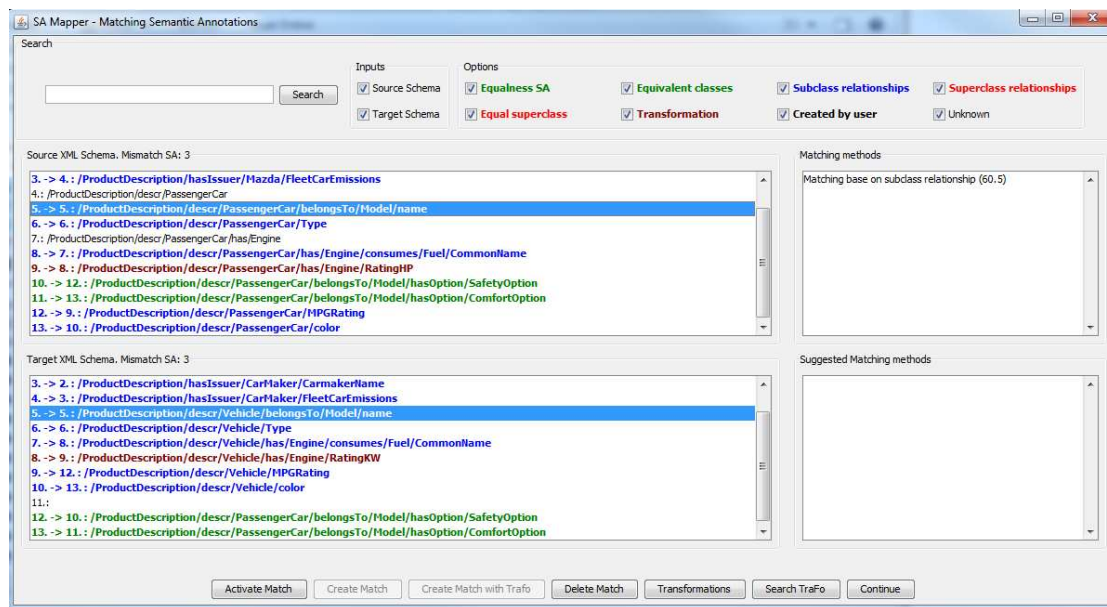 SA Mapper - Matching Semantic Annotations
Search
Search
Inputs
Source Schema
Target Schema
Options
Equalness SA
Equivalent classes
Subclass relationships
Superclass relationships
Equal superclass
Transformation
Created by user
Unknown
Source XML Schema. Mismatch SA: 3
3. -> 4. : /ProductDescription/hasIssuer/Mazda/FleetCarEmissions
4.: /ProductDescription/descr/PassengerCar
5. -> 5. : /ProductDescription/descr/PassengerCar/belongsTo/Model/name
6. -> 6. : /ProductDescription/descr/PassengerCar/Type
7.: /ProductDescription/descr/PassengerCar/has/Engine
8. -> 7. : /ProductDescription/descr/PassengerCar/has/Engine/consumes/Fuel/CommonName
9. -> 8. : /ProductDescription/descr/PassengerCar/has/Engine/RatingHP
10. -> 12. : /ProductDescription/descr/PassengerCar/belongsTo/Model/hasOption/SafetyOption
11. -> 13. : /ProductDescription/descr/PassengerCar/belongsTo/Model/hasOption/ComfortOption
12. -> 9. : /ProductDescription/descr/PassengerCar/MPGRating
13. -> 10. : /ProductDescription/descr/PassengerCar/color
Matching methods
Matching base on subclass relationship (60.5)
Target XML Schema. Mismatch SA: 3
3. -> 2. : /ProductDescription/hasIssuer/CarMaker/CarmakerName
4. -> 3. : /ProductDescription/hasIssuer/CarMaker/FleetCarEmissions
5. -> 5. : /ProductDescription/descr/Vehicle/belongsTo/Model/name
6. -> 6. : /ProductDescription/descr/Vehicle/Type
7. -> 8. : /ProductDescription/descr/Vehicle/has/Engine/consumes/Fuel/CommonName
8. -> 9. : /ProductDescription/descr/Vehicle/has/Engine/RatingKW
9. -> 12. : /ProductDescription/descr/Vehicle/MPGRating
10. -> 13. : /ProductDescription/descr/Vehicle/color
11.:
12. -> 10. : /ProductDescription/descr/PassengerCar/belongsTo/Model/hasOption/SafetyOption
13. -> 11. : /ProductDescription/descr/PassengerCar/belongsTo/Model/hasOption/ComfortOption
Suggested Matching methods
Activate Match
Create Match
Create Match with Trafo
Delete Match
Transformations
Search TraFo
Continue